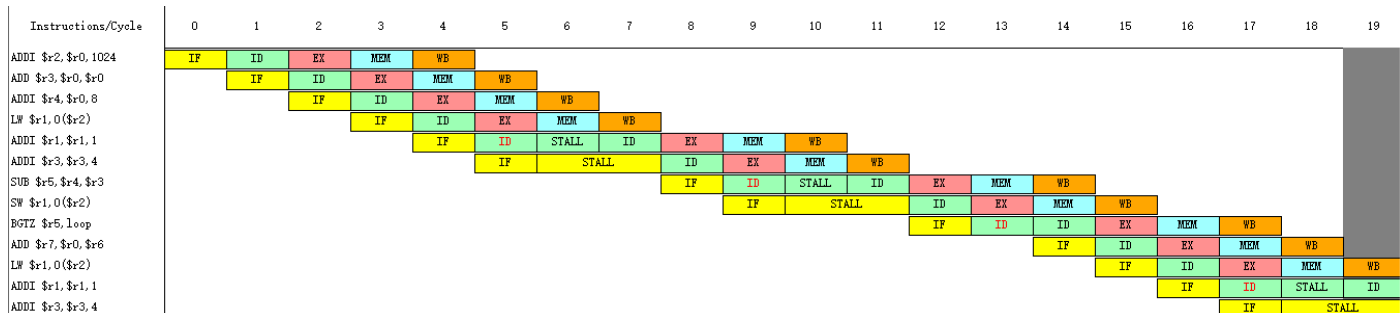 Instructions/Cycle 0 1 2 3 4 5 6 7 8 9 10 11 12 13 14 15 16 17 18 19
ADDI $r2,$r0,1024 IF ID EX MEM WB
ADD $r3,$r0,$r0 IF ID EX MEM WB
ADDI $r4,$r0,8 IF ID EX MEM WB
LW $r1,0($r2) IF ID EX MEM WB
ADDI $r1,$r1,1 IF ID STALL ID EX MEM WB
ADDI $r3,$r3,4 IF STALL ID EX MEM WB
SUB $r5,$r4,$r3 IF ID STALL ID EX MEM WB
SW $r1,0($r2) IF STALL ID EX MEM WB
BGTZ $r5,loop IF ID ID EX MEM WB
ADD $r7,$r0,$r6 IF ID EX MEM WB
LW $r1,0($r2) IF ID EX MEM WB
ADDI $r1,$r1,1 IF ID STALL ID
ADDI $r3,$r3,4 IF STALL